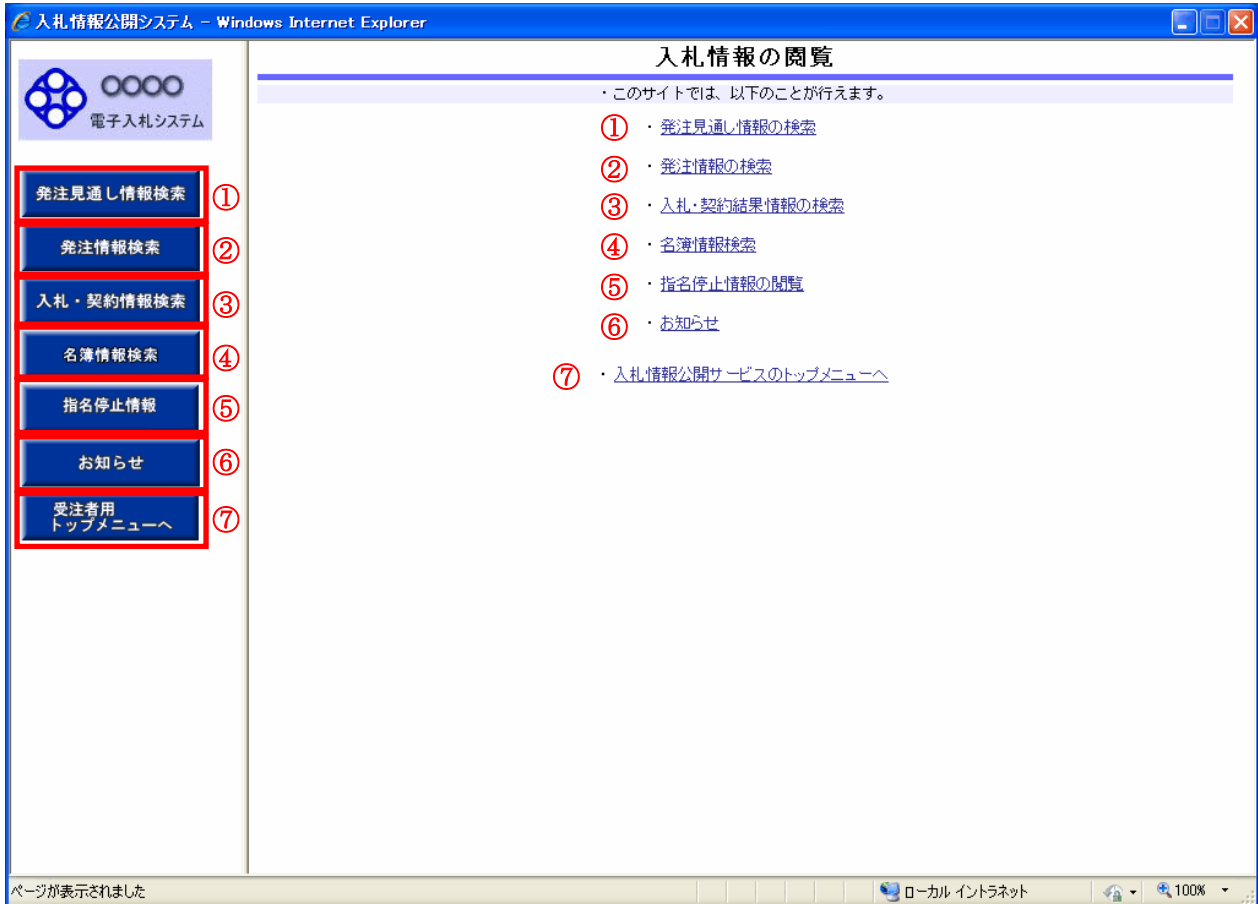 入札情報公開システム - Windows Internet Explorer
〇〇〇〇
電子入札システム
発注見通し情報検索 ①
発注情報検索 ②
入札・契約情報検索 ③
名簿情報検索 ④
指名停止情報 ⑤
お知らせ ⑥
受注者用
トップメニューへ ⑦
入札情報の閲覧
・このサイトでは、以下のことが行えます。
① ・発注見通し情報の検索
② ・発注情報の検索
③ ・入札・契約結果情報の検索
④ ・名簿情報検索
⑤ ・指名停止情報の閲覧
⑥ ・お知らせ
⑦ ・入札情報公開サービスのトップメニューへ
ページが表示されました
ローカル イントラネット
100%